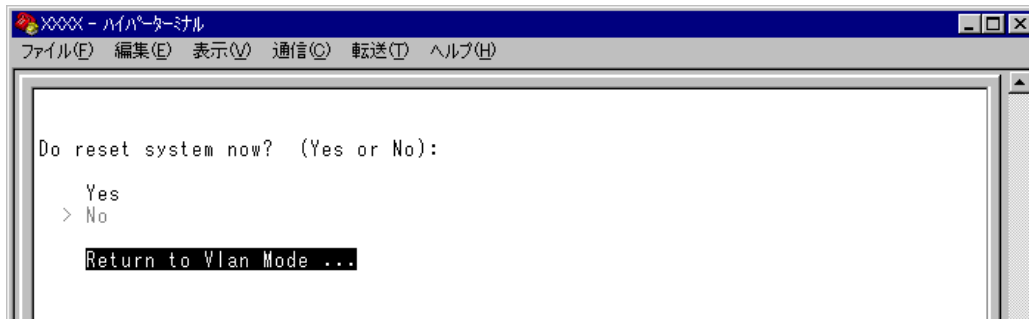 XXXX - ﾊｲﾊﾟｰﾀｰﾐﾅﾙ
ファイル(F) 編集(E) 表示(V) 通信(C) 転送(T) ヘルプ(H)
Do reset system now? (Yes or No):
Yes
> No
Return to Vlan Mode ...